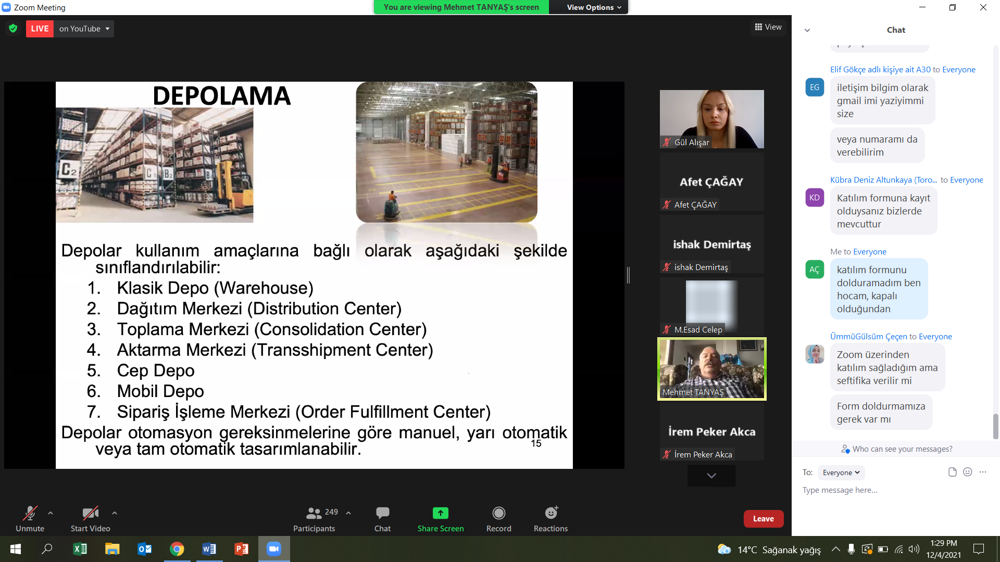 Zoom Meeting
You are viewing Mehmet TANYAŞ's screen
View Options
LIVE
on YouTube
View
DEPOLAMA
C2
C1
B2
21
22
23
24
Depolar kullanım amaçlarına bağlı olarak aşağıdaki şekilde
sınıflandırılabilir:
1. Klasik Depo (Warehouse)
2. Dağıtım Merkezi (Distribution Center)
3. Toplama Merkezi (Consolidation Center)
4. Aktarma Merkezi (Transshipment Center)
5. Cep Depo
6. Mobil Depo
7. Sipariş İşleme Merkezi (Order Fulfillment Center)
Depolar otomasyon gereksinmelerine göre manuel, yarı otomatik
veya tam otomatik tasarımlanabilir.
15
Gül Alışar
Afet ÇAĞAY
Afet ÇAĞAY
ishak Demirtaş
ishak Demirtaş
M.Esad Celep
Mehmet TANYAŞ
İrem Peker Akca
İrem Peker Akca
Chat
Elif Gökçe adlı kişiye ait A30 to Everyone
EG
iletişim bilgim olarak
gmail imi yaziyimmi
size
veya numaramı da
verebilirim
Kübra Deniz Altunkaya (Toro... to Everyone
KD
Katılım formuna kayıt
olduysanız bizlerde
mevcuttur
Me to Everyone
AÇ
katılım formunu
dolduramadım ben
hocam, kapalı
olduğundan
ÜmmüGülsüm Çeçen to Everyone
Zoom üzerinden
katılım sağladığım ama
seftifika verilir mi
Form doldurmamıza
gerek var mı
Who can see your messages?
To: Everyone
Type message here...
Unmute
Start Video
249
Participants
Chat
Share Screen
Record
Reactions
Leave
14°C Sağanak yağış
1:29 PM
12/4/2021